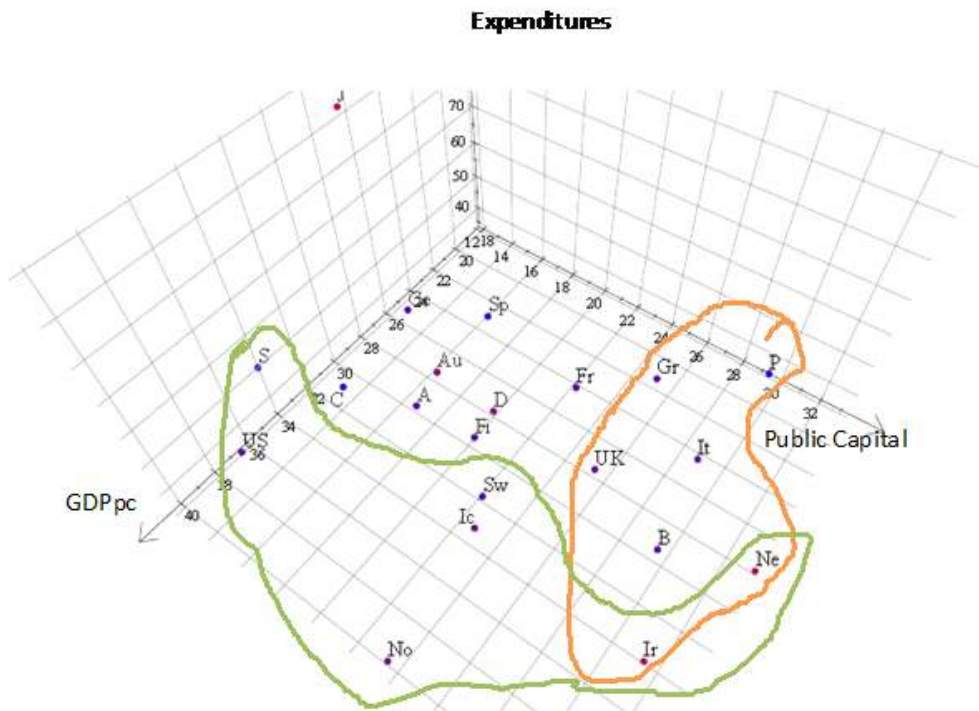 Expenditures
J
70
60
50
40
12 18
14
16
18
20
22
24
26
28
30
32
20
22
24
26
28
30
32
34
36
38
40
Ge
Sp
S
Au
C
A
D
Fr
Gr
P
Fi
US
UK
It
Public Capital
GDPpc
Sw
Ic
B
Ne
No
Ir